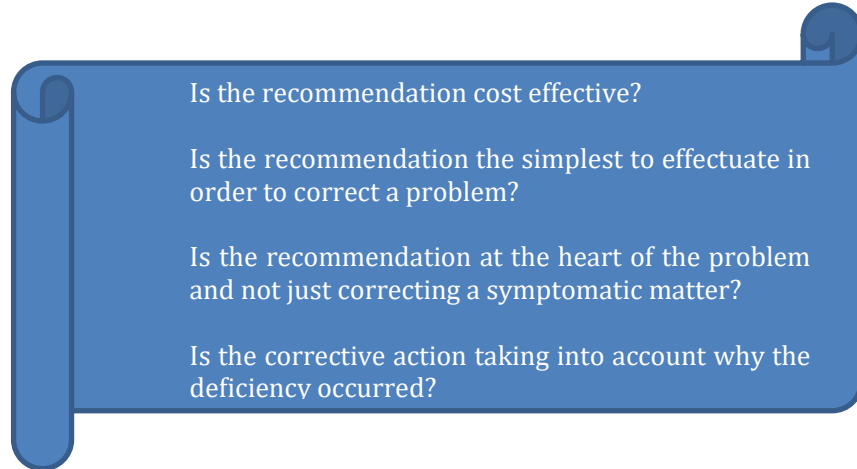 Is the recommendation cost effective?
Is the recommendation the simplest to effectuate in
order to correct a problem?
Is the recommendation at the heart of the problem
and not just correcting a symptomatic matter?
Is the corrective action taking into account why the
deficiency occurred?